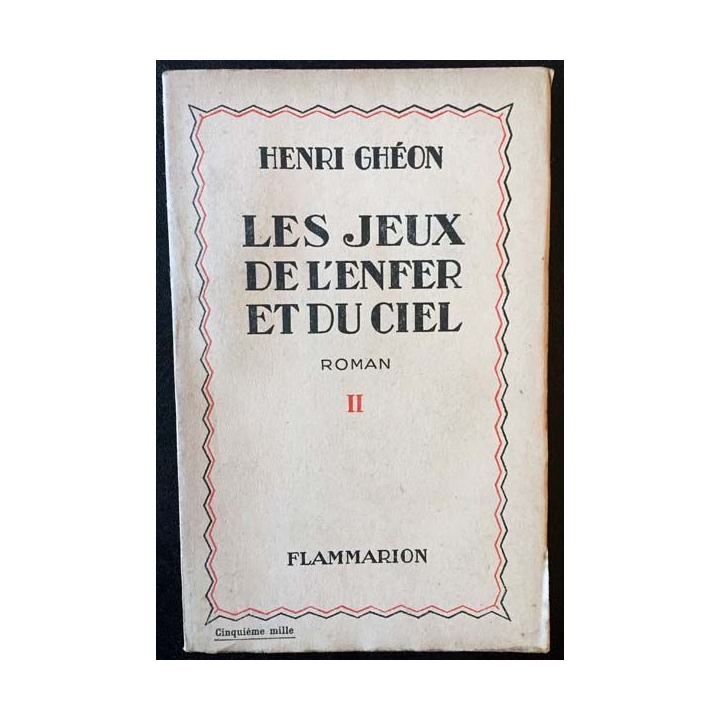 HENRI GHÉON
LES JEUX
DE L'ENFER
ET DU CIEL
ROMAN
II
FLAMMARION
Cinquième mille